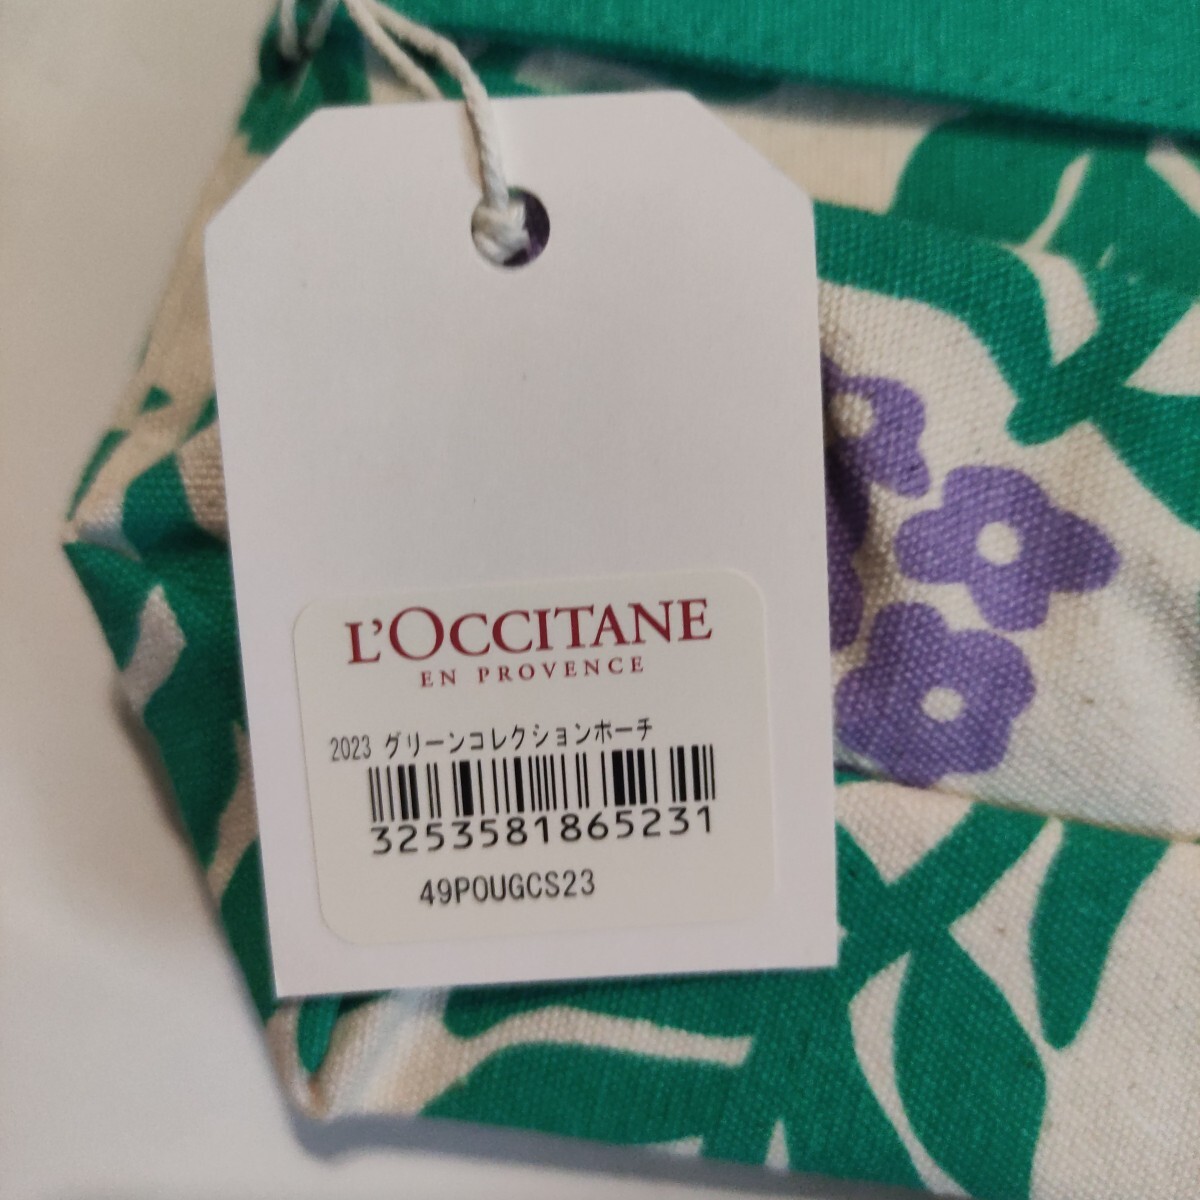 L'OCCITANE
EN PROVENCE
2023 グリーンコレクションポーチ
3253581865231
49POUGCS23